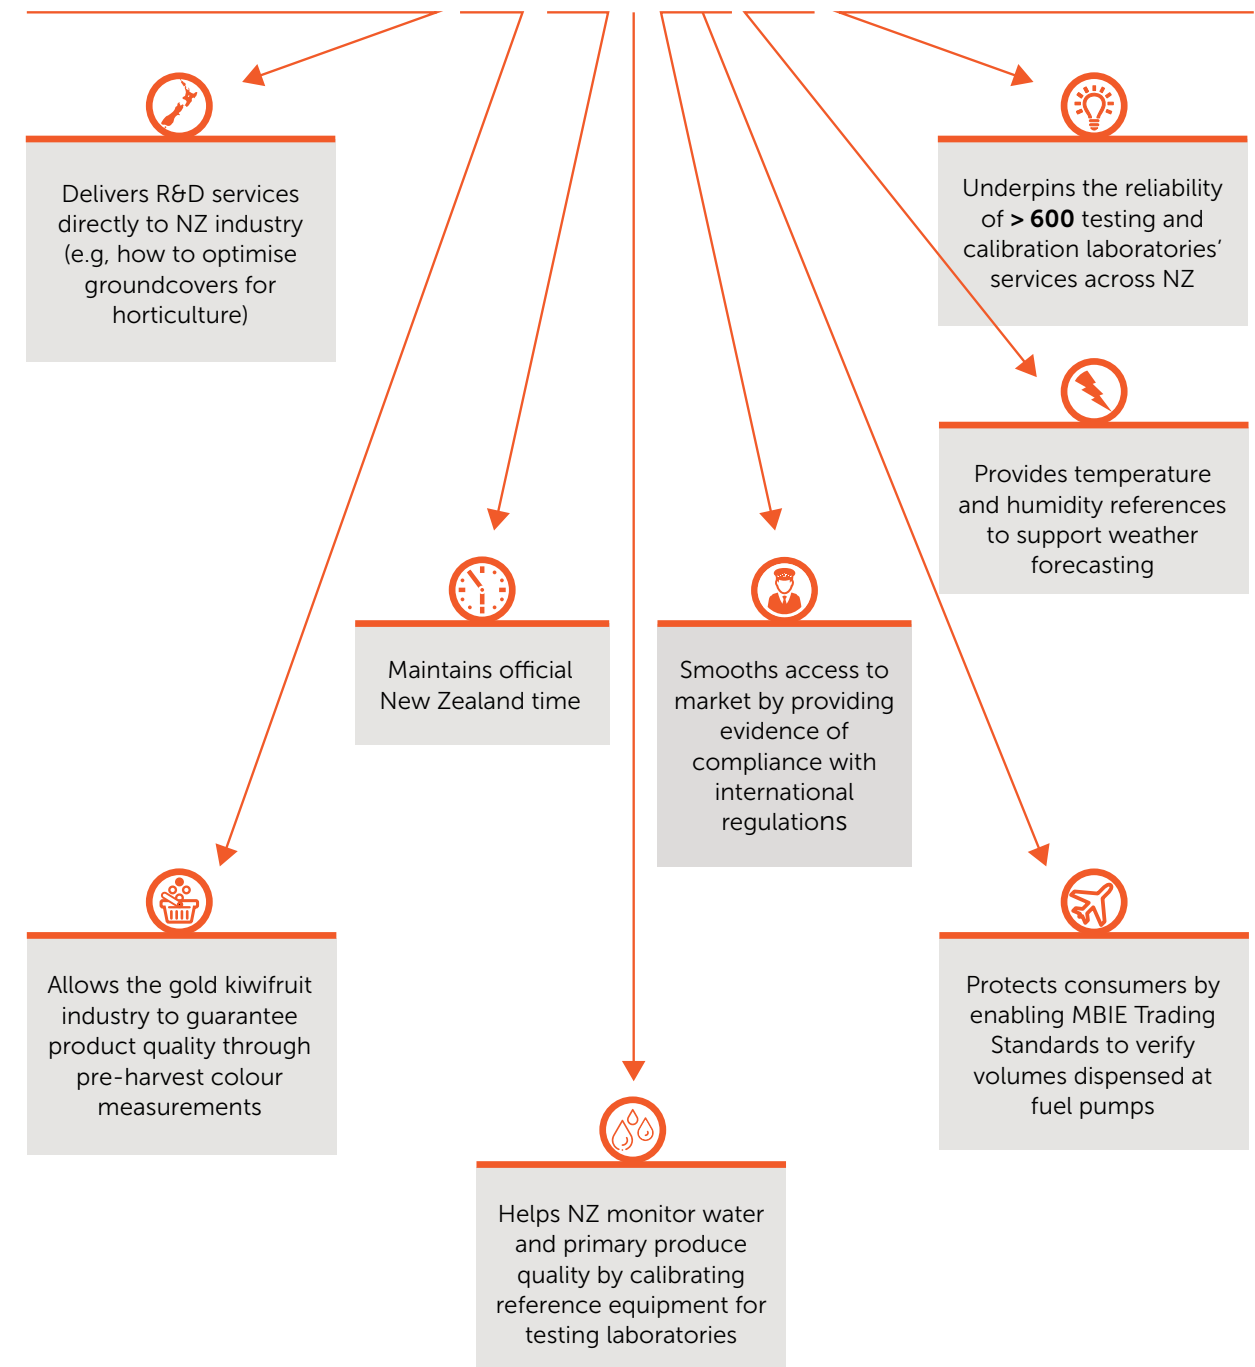 Delivers R&D services
directly to NZ industry
(e.g, how to optimise
groundcovers for
horticulture)
Underpins the reliability
of > 600 testing and
calibration laboratories’
services across NZ
Provides temperature
and humidity references
to support weather
forecasting
Maintains official
New Zealand time
Smooths access to
market by providing
evidence of
compliance with
international
regulations
Allows the gold kiwifruit
industry to guarantee
product quality through
pre-harvest colour
measurements
Protects consumers by
enabling MBIE Trading
Standards to verify
volumes dispensed at
fuel pumps
Helps NZ monitor water
and primary produce
quality by calibrating
reference equipment for
testing laboratories